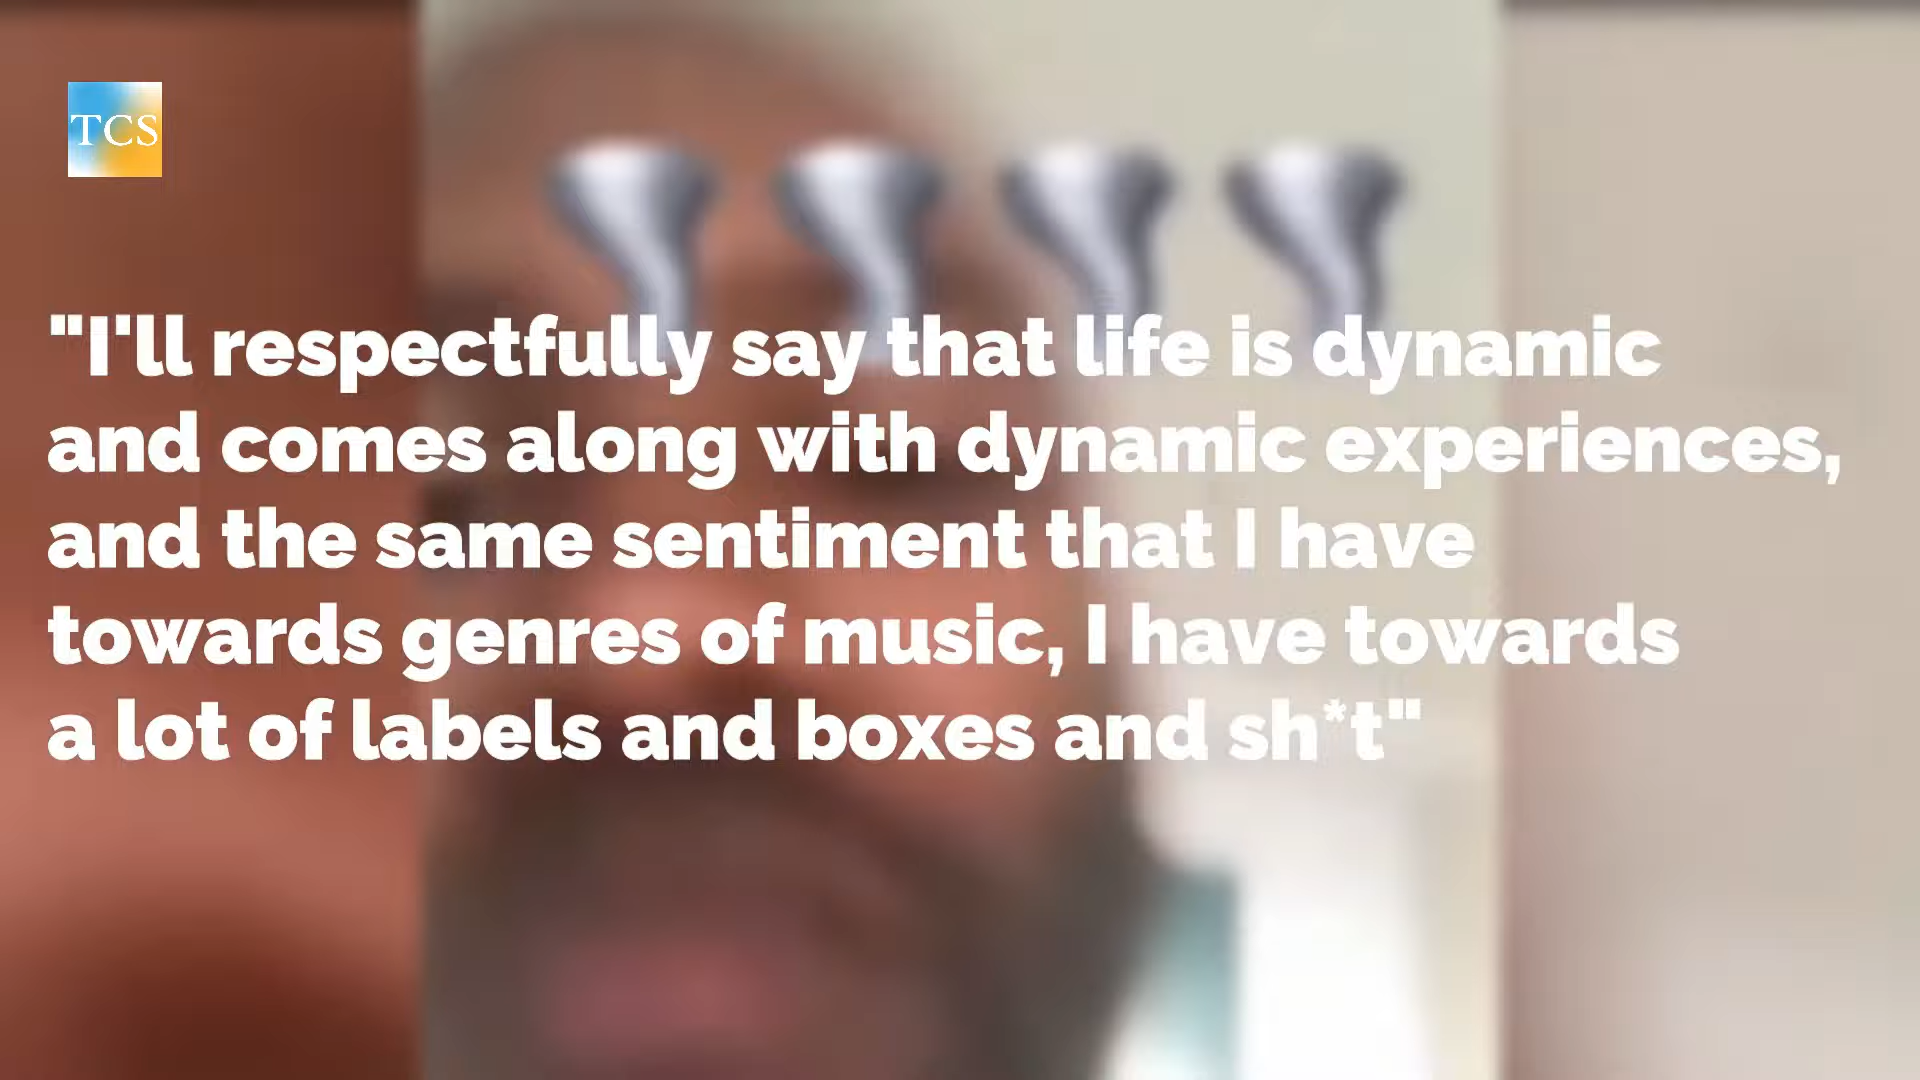 TCS
"I'll respectfully say that life is dynamic
and comes along with dynamic experiences,
and the same sentiment that I have
towards genres of music, I have towards
a lot of labels and boxes and sh*t"